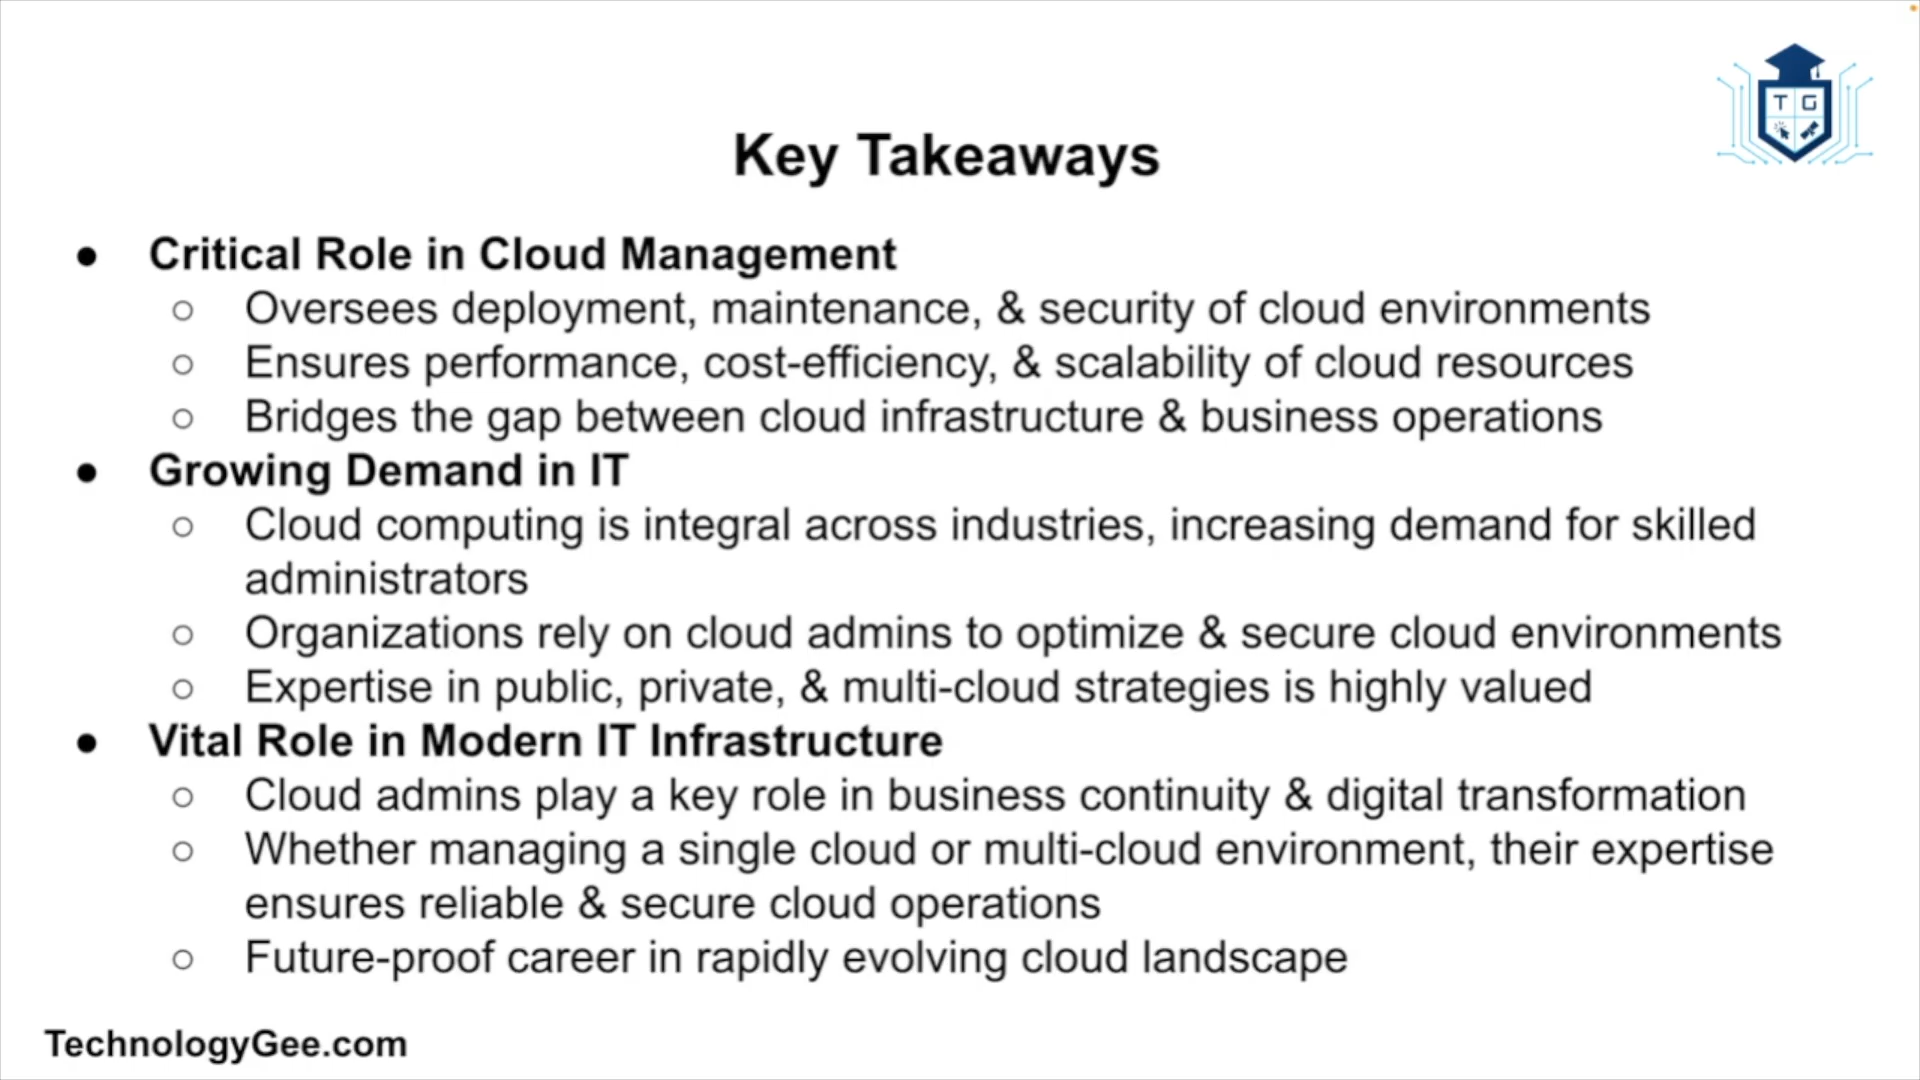 T G
Key Takeaways
● Critical Role in Cloud Management
○ Oversees deployment, maintenance, & security of cloud environments
○ Ensures performance, cost-efficiency, & scalability of cloud resources
○ Bridges the gap between cloud infrastructure & business operations
● Growing Demand in IT
○ Cloud computing is integral across industries, increasing demand for skilled
administrators
○ Organizations rely on cloud admins to optimize & secure cloud environments
○ Expertise in public, private, & multi-cloud strategies is highly valued
● Vital Role in Modern IT Infrastructure
○ Cloud admins play a key role in business continuity & digital transformation
○ Whether managing a single cloud or multi-cloud environment, their expertise
ensures reliable & secure cloud operations
○ Future-proof career in rapidly evolving cloud landscape
TechnologyGee.com